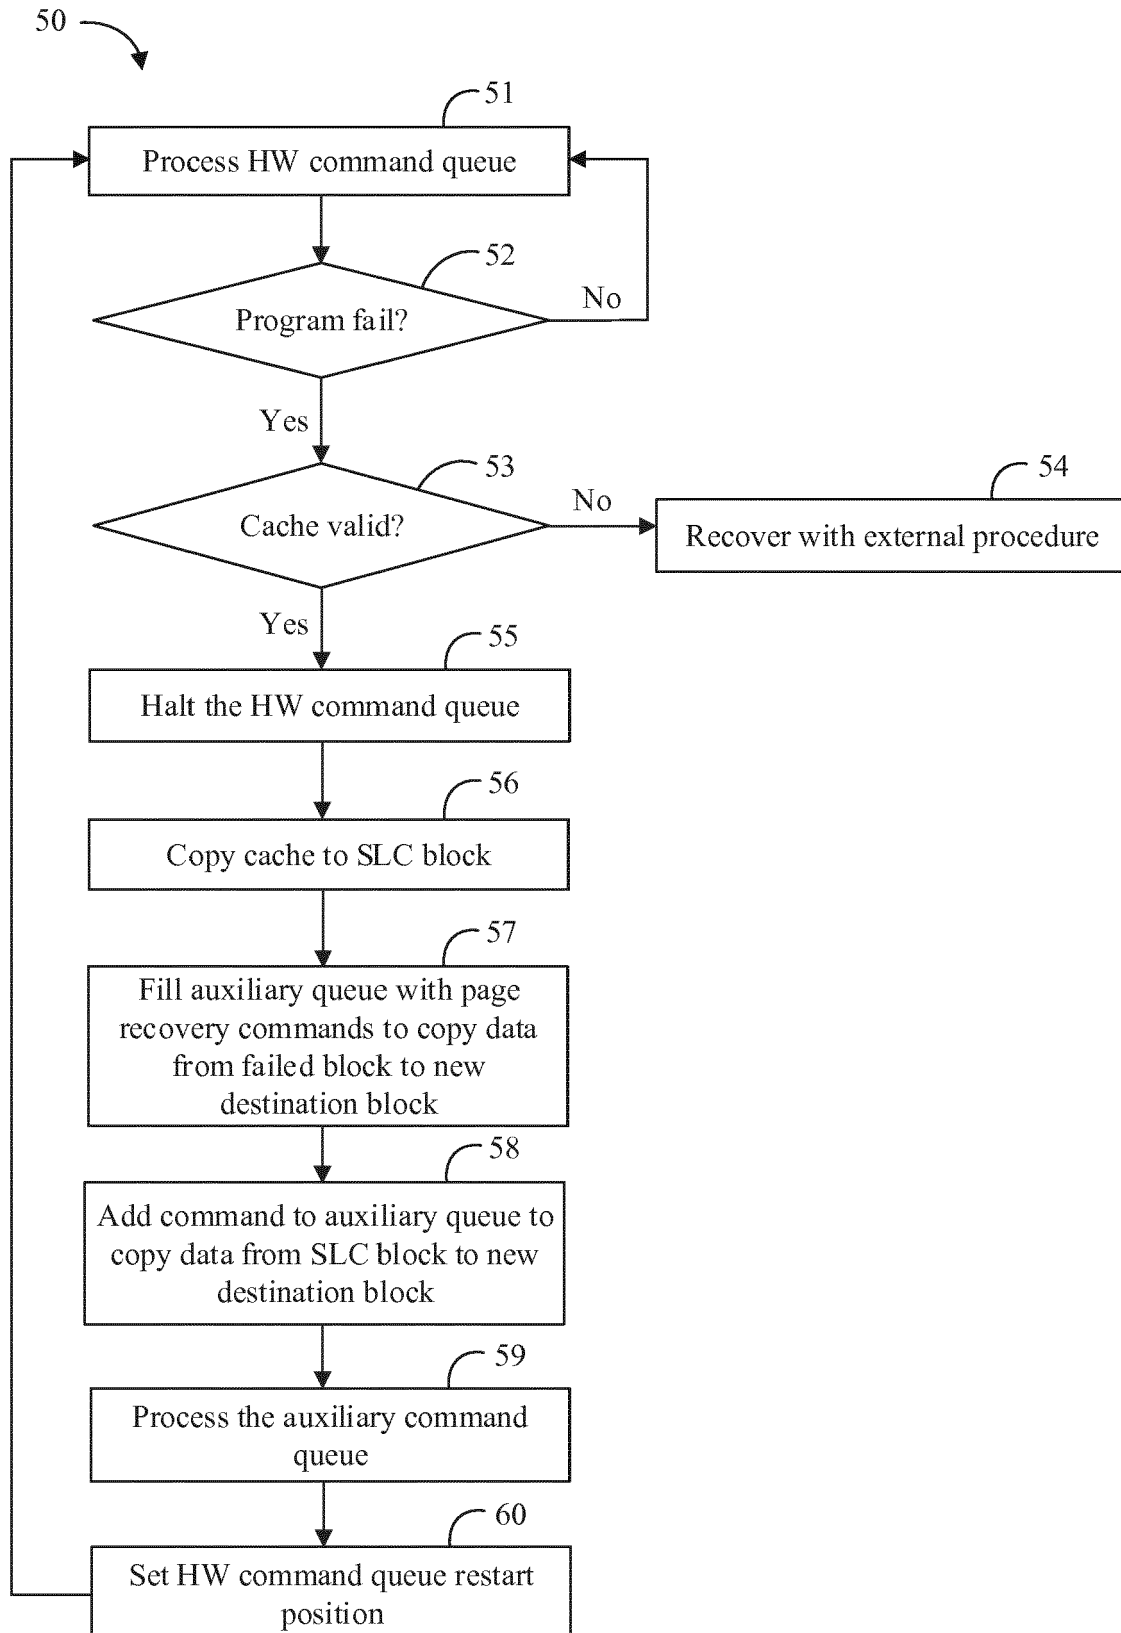 50
51
Process HW command queue
52
Program fail?
No
Yes
53
Cache valid?
No
54
Recover with external procedure
Yes
55
Halt the HW command queue
56
Copy cache to SLC block
57
Fill auxiliary queue with page
recovery commands to copy data
from failed block to new
destination block
58
Add command to auxiliary queue to
copy data from SLC block to new
destination block
59
Process the auxiliary command
queue
60
Set HW command queue restart
position